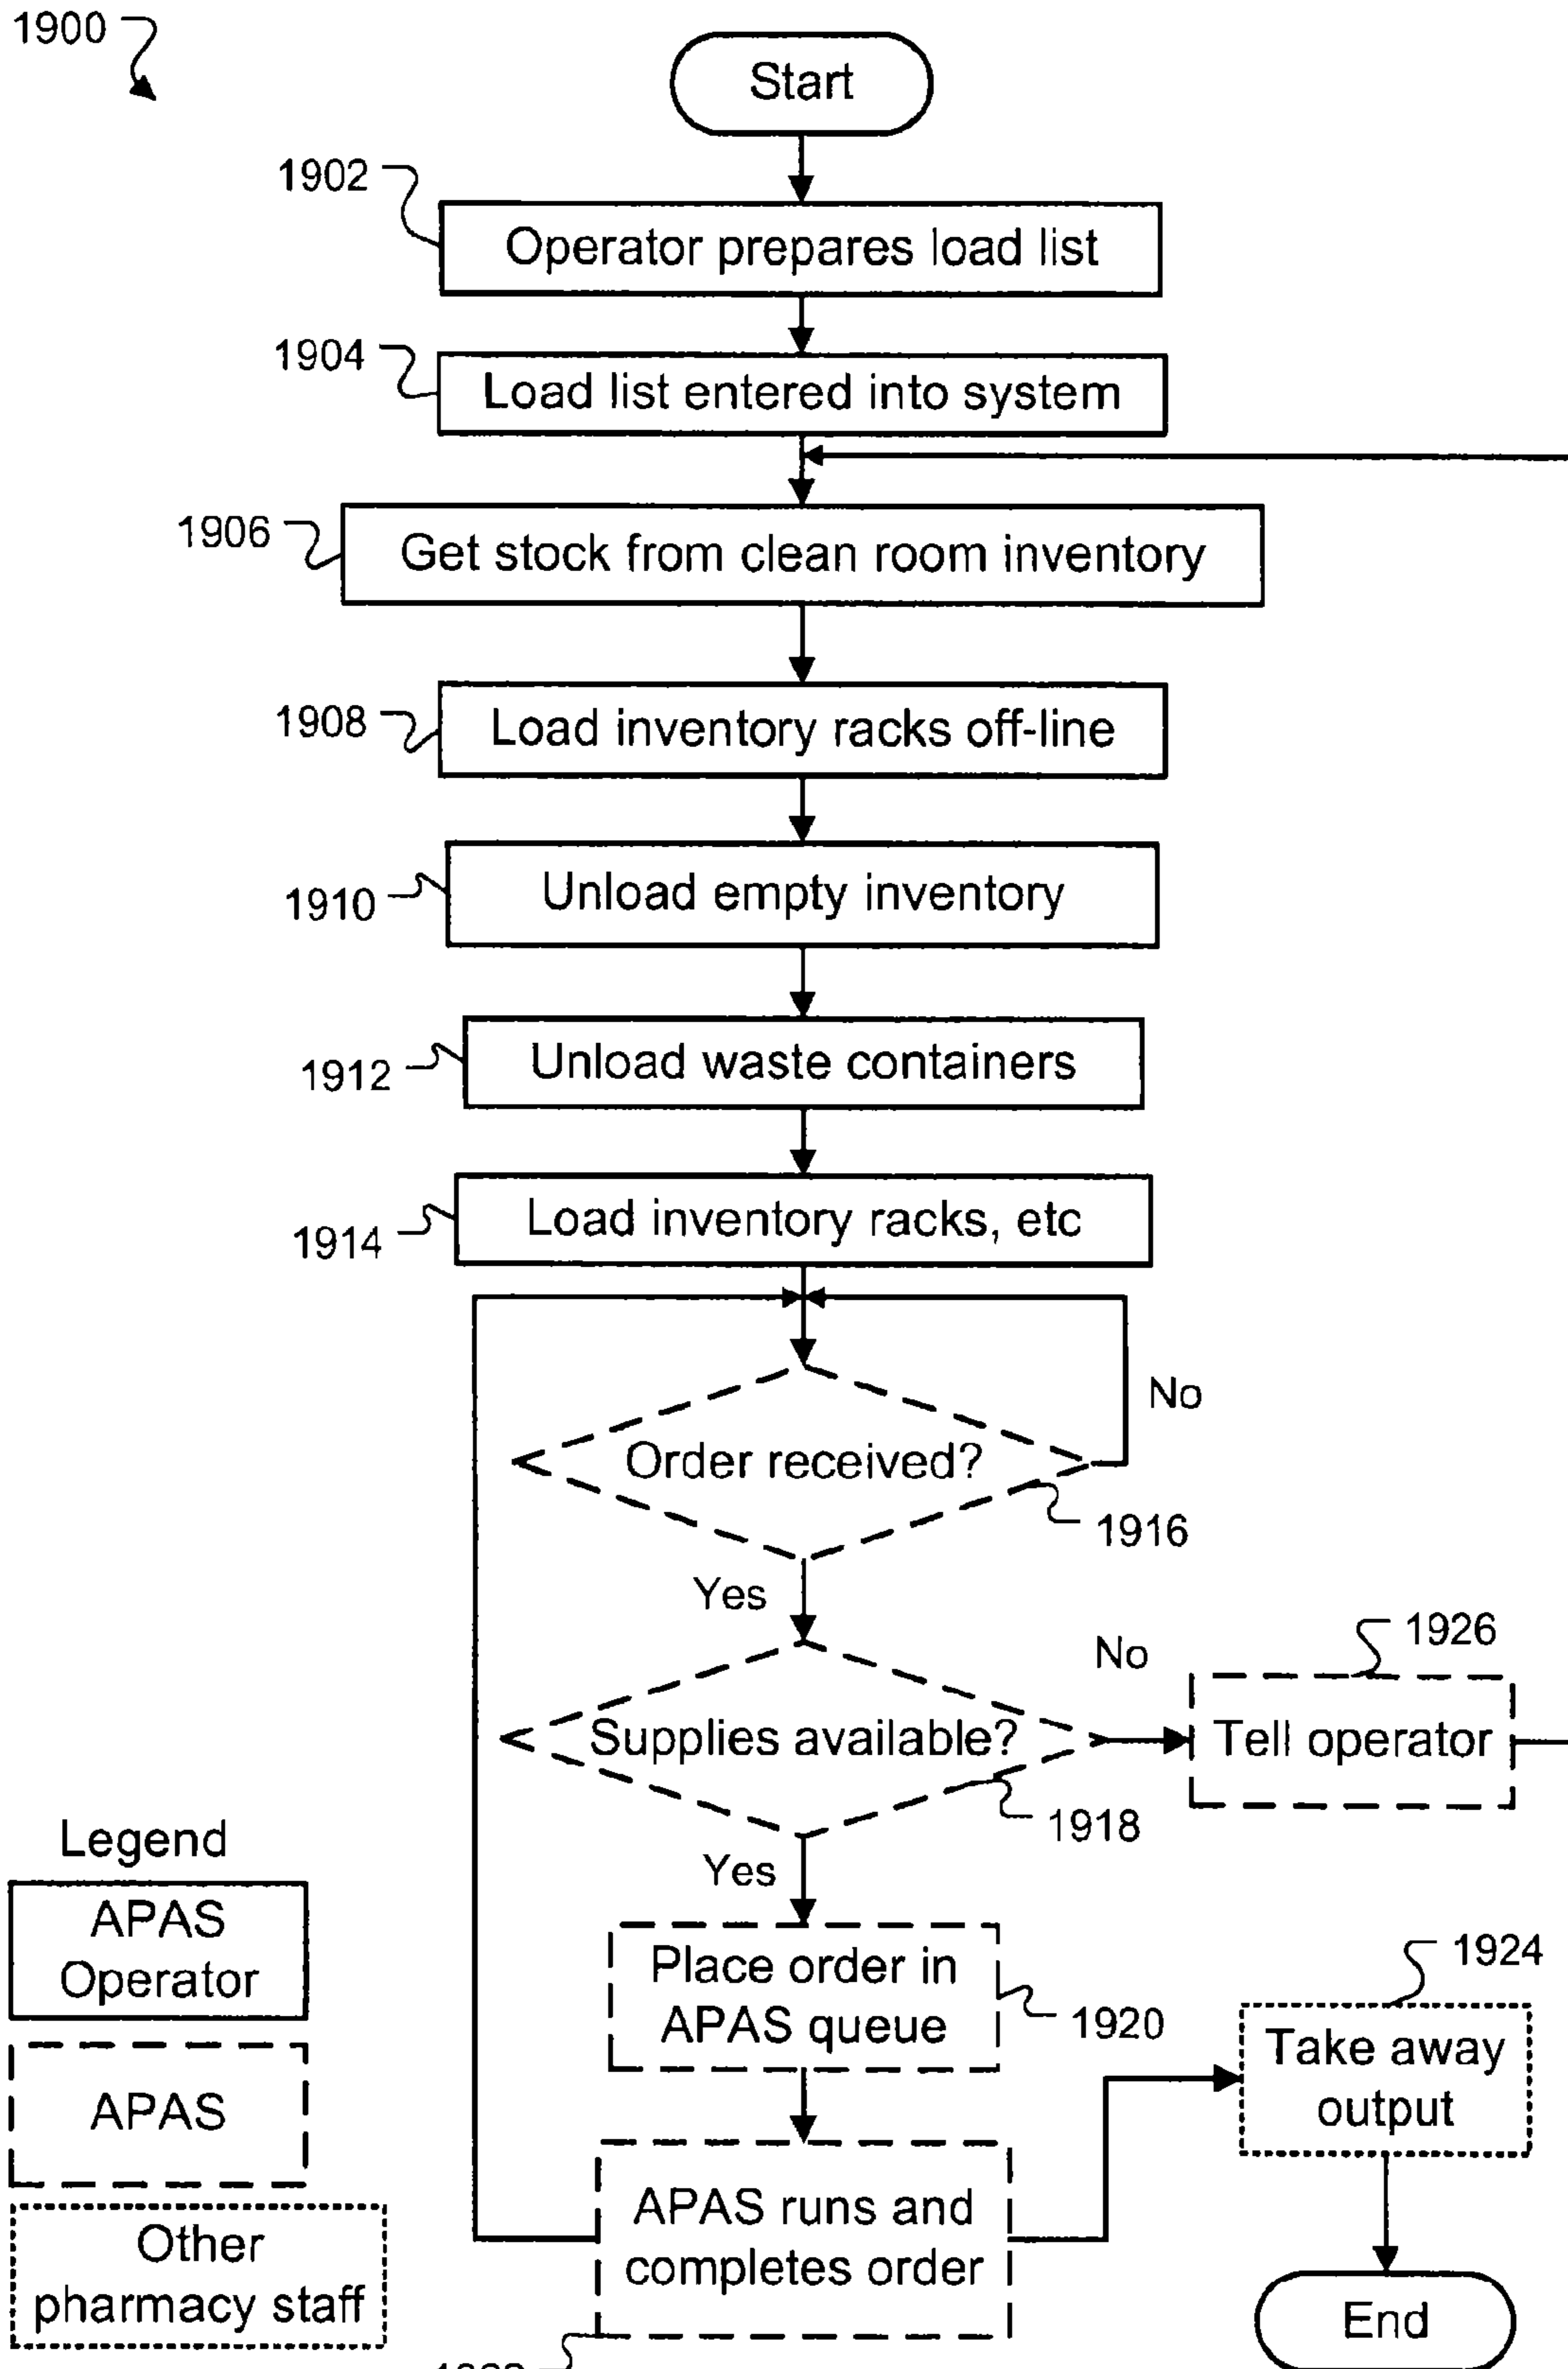 1900
Start
1902
Operator prepares load list
1904
Load list entered into system
1906
Get stock from clean room inventory
1908
Load inventory racks off-line
1910
Unload empty inventory
1912
Unload waste containers
1914
Load inventory racks, etc
No
Order received?
1916
Yes
No
1926
Supplies available?
Tell operator
1918
Yes
Legend
APAS
Operator
APAS
Other
pharmacy staff
Place order in
APAS queue
1920
1924
Take away
output
APAS runs and
completes order
End